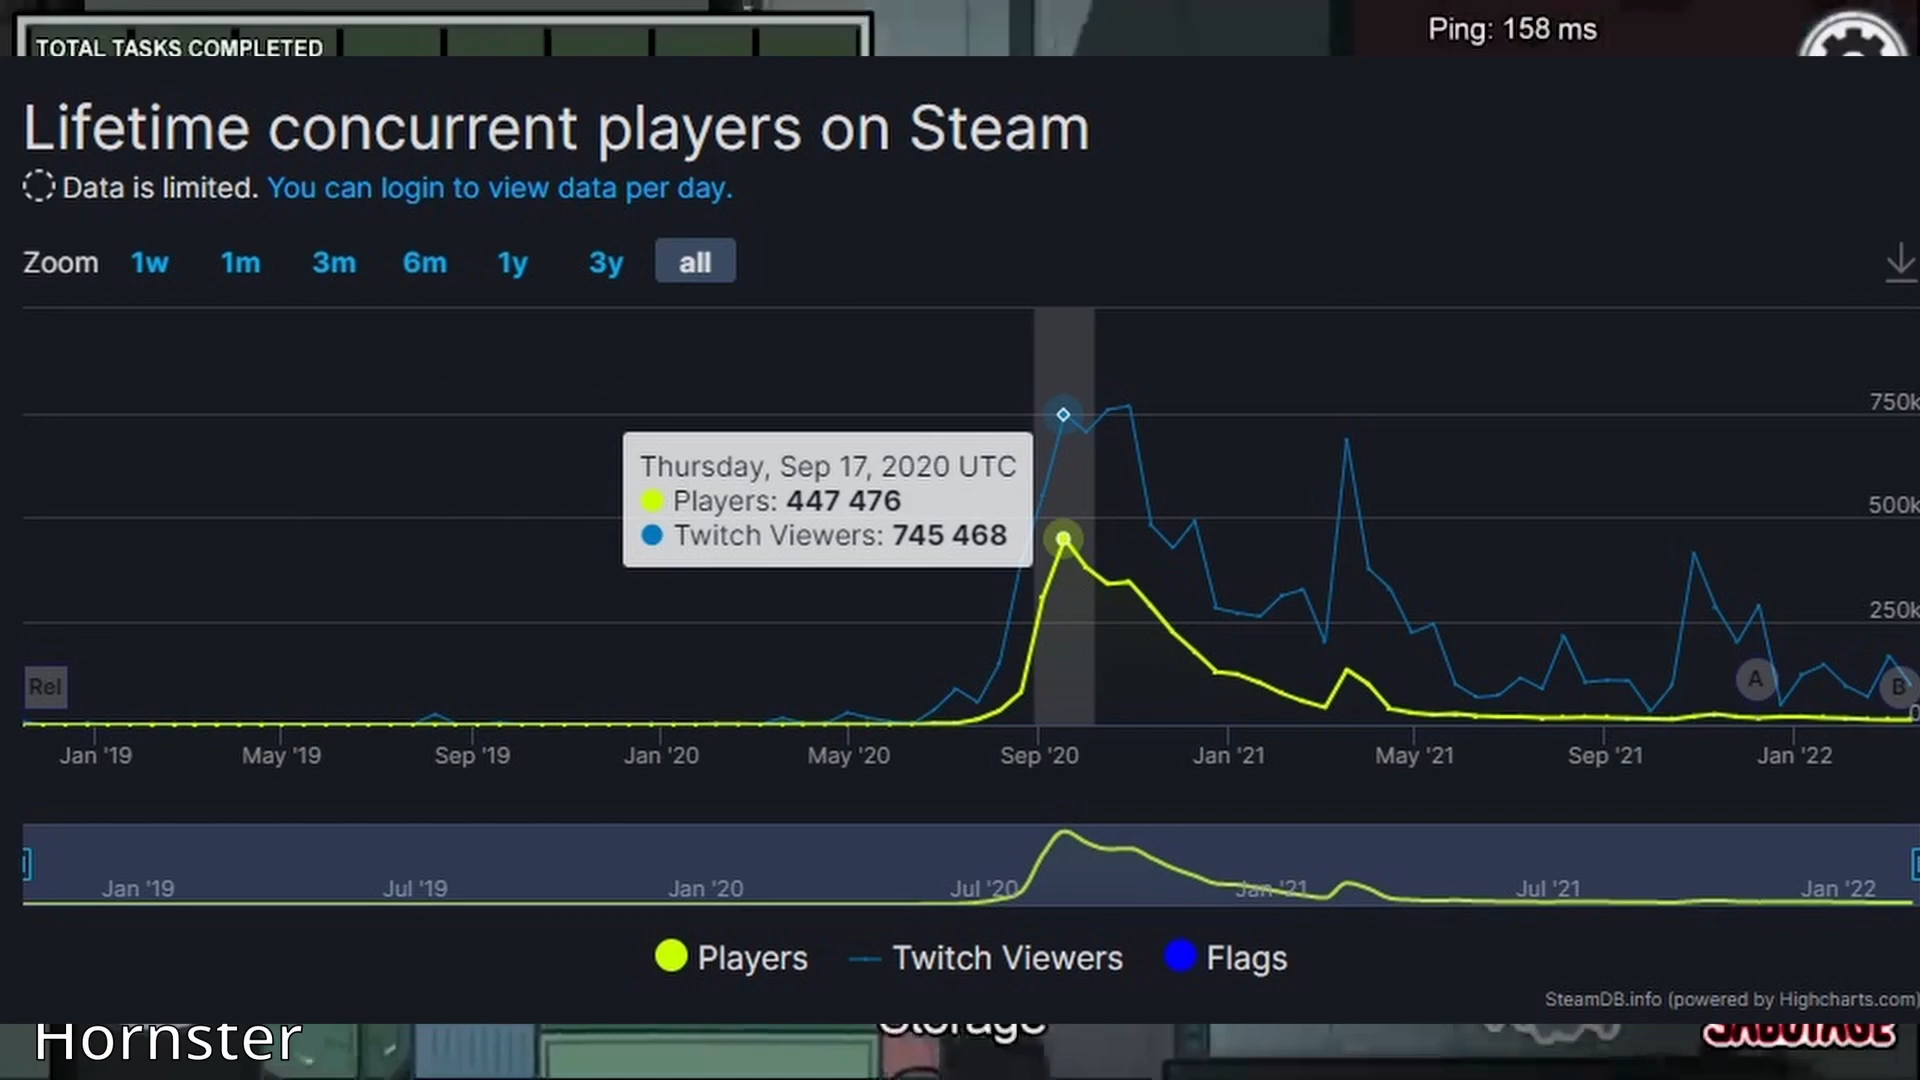 TOTAL TASKS COMPLETED
Ping: 158 ms
Lifetime concurrent players on Steam
Data is limited. You can login to view data per day.
Zoom 1w 1m 3m 6m 1y 3y all
750k
Thursday, Sep 17, 2020 UTC
Players: 447 476
Twitch Viewers: 745 468
500k
250k
Rel
A
B
0
Jan '19 May '19 Sep '19 Jan '20 May '20 Sep '20 Jan '21 May '21 Sep '21 Jan '22
Jan '19 Jul '19 Jan '20 Jul '20 Jan '21 Jul '21 Jan '22
Players Twitch Viewers Flags
SteamDB.info (powered by Highcharts.com)
Hornster
Storage
SABOTAGE